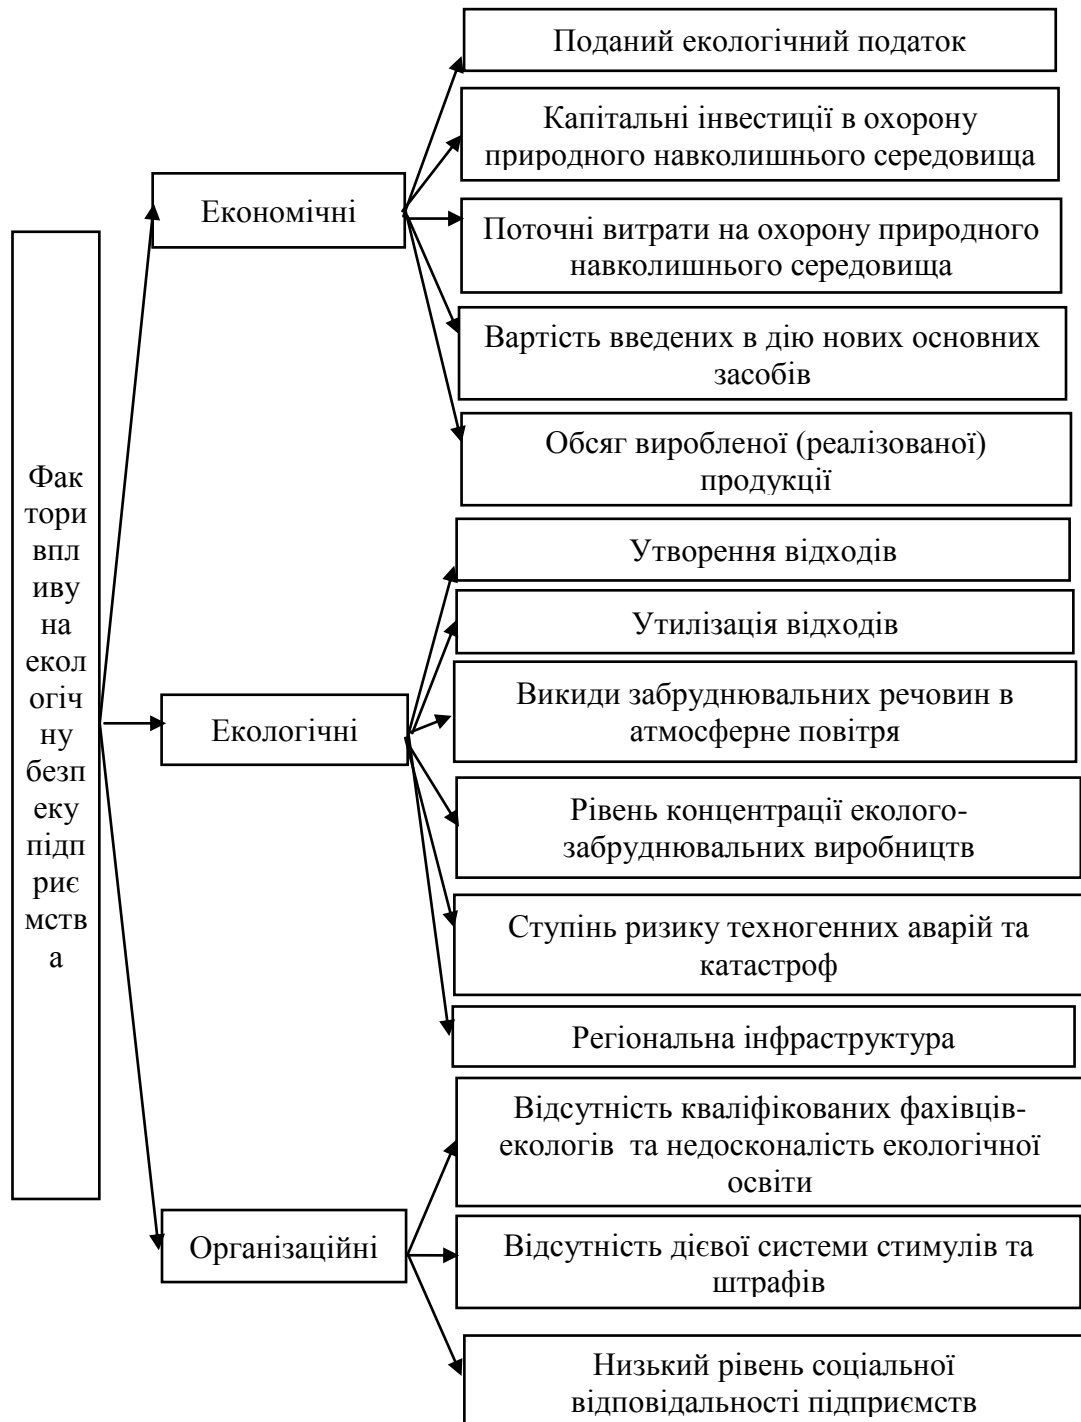 Поданий екологічний податок
Капітальні інвестиції в охорону
природного навколишнього середовища
Економічні
Поточні витрати на охорону природного
навколишнього середовища
Вартість введених в дію нових основних
засобів
Обсяг виробленої (реалізованої)
продукції
Фак
тори
впл
иву
на
екол
огіч
ну
безп
еку
підп
риє
мств
а
Утворення відходів
Утилізація відходів
Екологічні
Викиди забруднювальних речовин в
атмосферне повітря
Рівень концентрації еколого-
забруднювальних виробництв
Ступінь ризику техногенних аварій та
катастроф
Регіональна інфраструктура
Організаційні
Відсутність кваліфікованих фахівців-
екологів  та недосконалість екологічної
освіти
Відсутність дієвої системи стимулів та
штрафів
Низький рівень соціальної
відповідальності підприємств